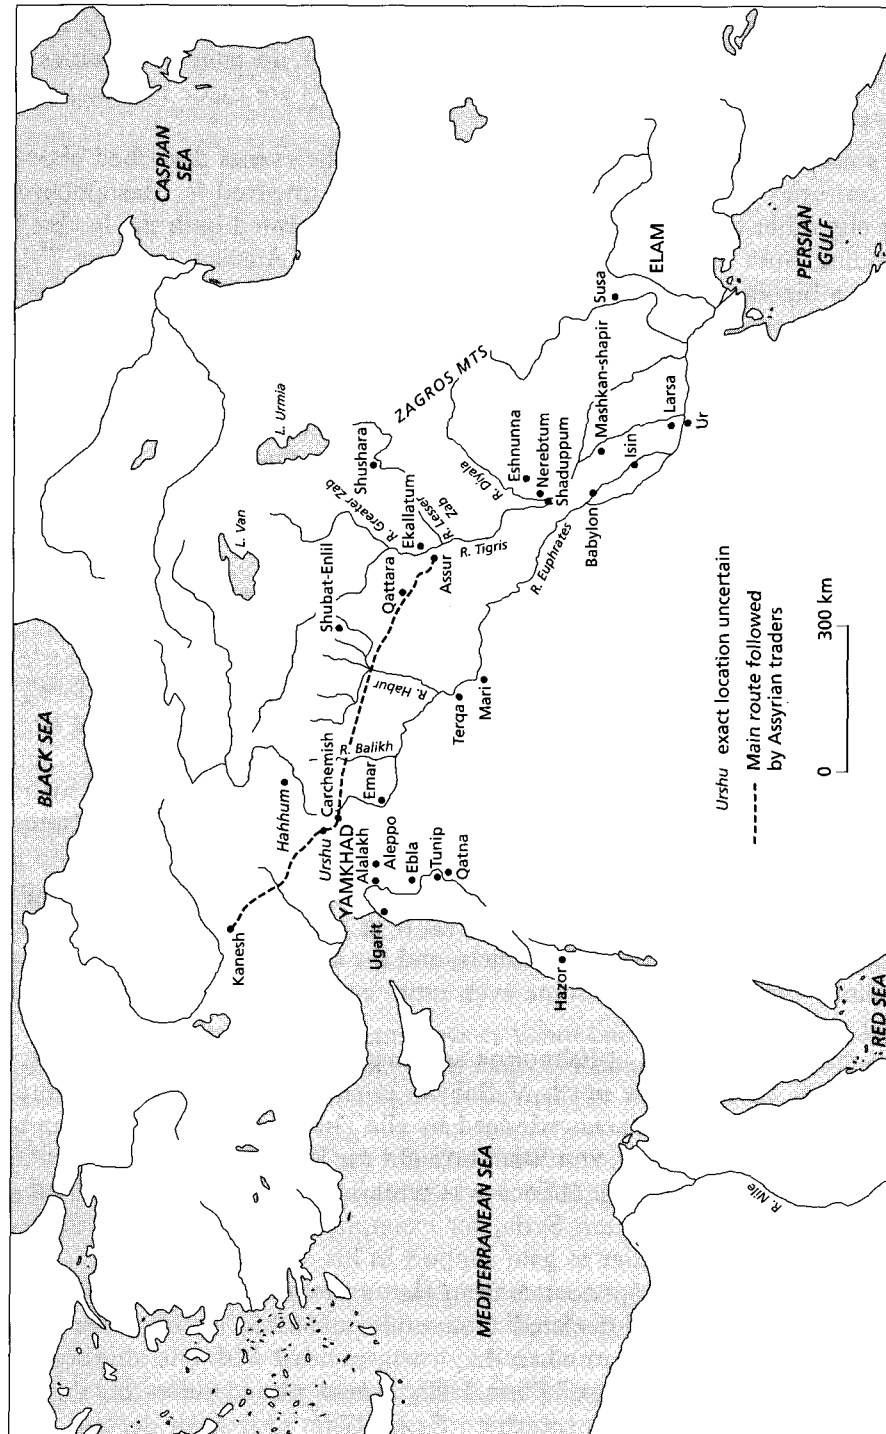 BLACK SEA
CASPIAN
SEA
L. Van
L. Urmia
Kanesh
Hahhum
Urshu
Carchemish
YAMKHAD
Alalakh
Aleppo
Ebla
Tunip
Qatna
Ugarit
Emar
R. Balikh
R. Habur
Shubat-Enlil
Qattara
Ekallatum
Assur
R. Greater Zab
R. Lesser
Zab
Shushara
ZAGROS MTS
R. Tigris
R. Diyala
Eshnunna
Nerebtum
Shaduppum
Terqa
Mari
R. Euphrates
Babylon
Mashkan-shapir
Isin
Susa
ELAM
Larsa
Ur
PERSIAN
GULF
Hazor
MEDITERRANEAN SEA
R. Nile
RED SEA
Urshu exact location uncertain
Main route followed
by Assyrian traders
0 300 km